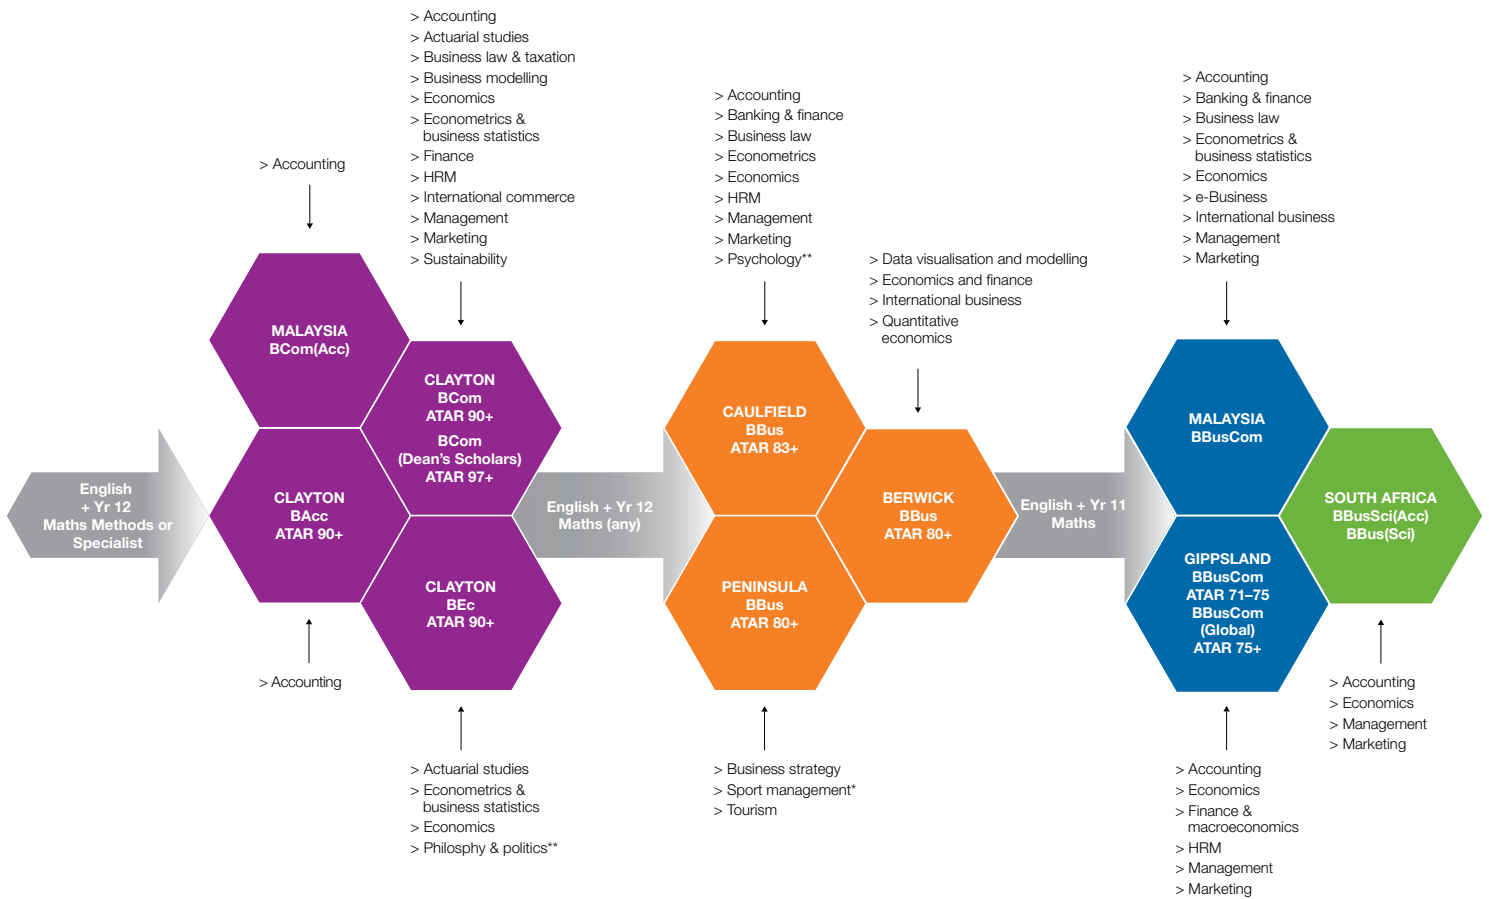 > Accounting
> Accounting
> Actuarial studies
> Business law & taxation
> Business modelling
> Economics
> Econometrics &
business statistics
> Finance
> HRM
> International commerce
> Management
> Marketing
> Sustainability
> Accounting
> Banking & finance
> Business law
> Econometrics
> Economics
> HRM
> Management
> Marketing
> Psychology**
> Data visualisation and modelling
> Economics and finance
> International business
> Quantitative
economics
> Accounting
> Banking & finance
> Business law
> Econometrics &
business statistics
> Economics
> e-Business
> International business
> Management
> Marketing
English
+ Yr 12
Maths Methods or
Specialist
MALAYSIA
BCom(Acc)
CLAYTON
BCom
ATAR 90+
BCom
(Dean's Scholars)
ATAR 97+
CLAYTON
BAcc
ATAR 90+
CLAYTON
BEc
ATAR 90+
English + Yr 12
Maths (any)
CAULFIELD
BBus
ATAR 83+
BERWICK
BBus
ATAR 80+
PENINSULA
BBus
ATAR 80+
English + Yr 11
Maths
MALAYSIA
BBusCom
GIPPSLAND
BBusCom
ATAR 71–75
BBusCom
(Global)
ATAR 75+
SOUTH AFRICA
BBusSci(Acc)
BBus(Sci)
> Accounting
> Actuarial studies
> Econometrics &
business statistics
> Economics
> Philosphy & politics**
> Business strategy
> Sport management*
> Tourism
> Accounting
> Economics
> Finance &
macroeconomics
> HRM
> Management
> Marketing
> Accounting
> Economics
> Management
> Marketing